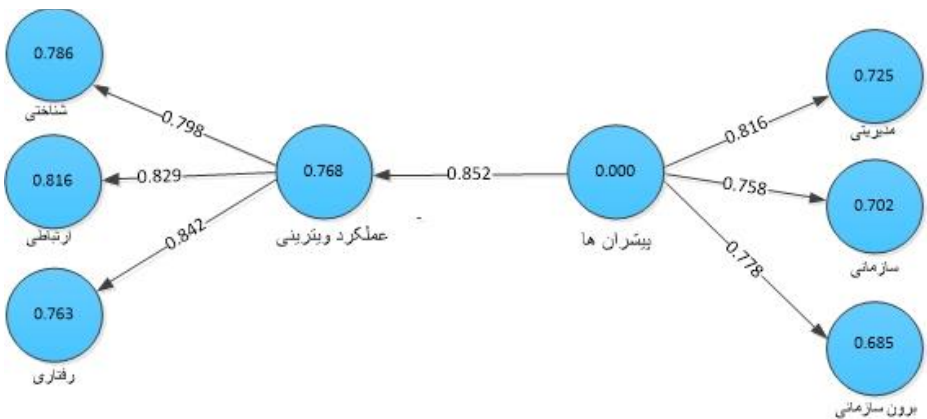 0.786
شناختی
0.798
0.816
ارتباطی
0.829
0.763
رفتاری
0.842
0.768
عملکرد ویترینی
0.852
0.000
پیشران ها
0.816
0.725
مدیریتی
0.758
0.702
سازمانی
0.778
0.685
برون سازمانی